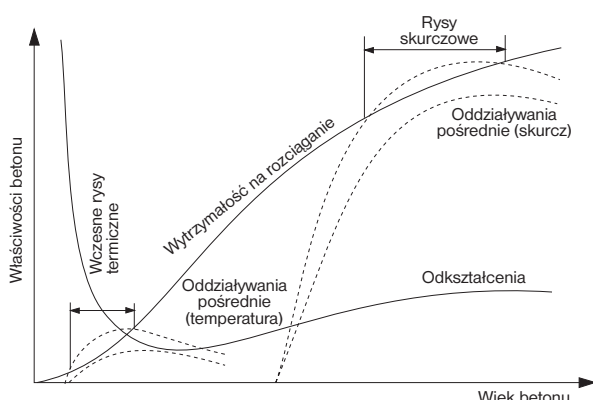 Rysy
skurczowe
Oddziaływania
pośrednie (skurcz)
Wytrzymałość na rozciąganie
Właściwości betonu
Wczesne rysy
termiczne
Oddziaływania
pośrednie
(temperatura)
Odkształcenia
Wiek betonu